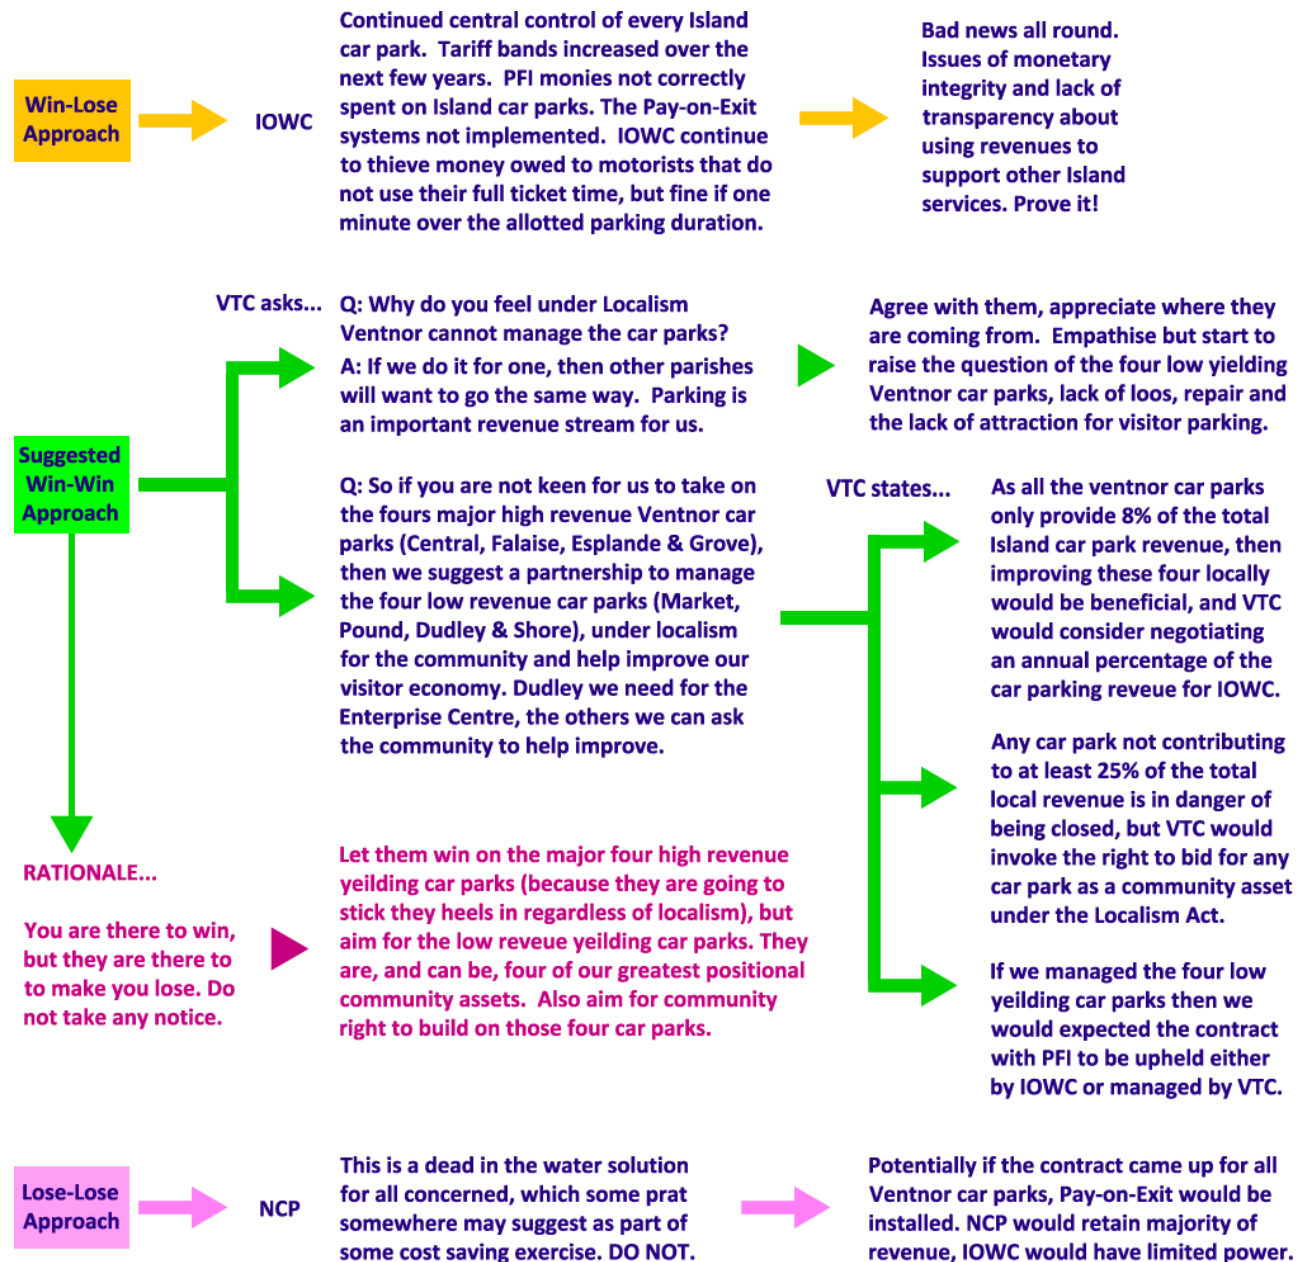 Win-Lose
Approach
IOWC
Continued central control of every Island
car park.  Tariff bands increased over the
next few years.  PFI monies not correctly
spent on Island car parks. The Pay-on-Exit
systems not implemented.  IOWC continue
to thieve money owed to motorists that do
not use their full ticket time, but fine if one
minute over the allotted parking duration.
Bad news all round.
Issues of monetary
integrity and lack of
transparency about
using revenues to
support other Island
services. Prove it!
Suggested
Win-Win
Approach
VTC asks...
Q: Why do you feel under Localism
Ventnor cannot manage the car parks?
A: If we do it for one, then other parishes
will want to go the same way.  Parking is
an important revenue stream for us.
Agree with them, appreciate where they
are coming from.  Empathise but start to
raise the question of the four low yielding
Ventnor car parks, lack of loos, repair and
the lack of attraction for visitor parking.
Q: So if you are not keen for us to take on
the fours major high revenue Ventnor car
parks (Central, Falaise, Esplande & Grove),
then we suggest a partnership to manage
the four low revenue car parks (Market,
Pound, Dudley & Shore), under localism
for the community and help improve our
visitor economy. Dudley we need for the
Enterprise Centre, the others we can ask
the community to help improve.
VTC states...
As all the ventnor car parks
only provide 8% of the total
Island car park revenue, then
improving these four locally
would be beneficial, and VTC
would consider negotiating
an annual percentage of the
car parking reveue for IOWC.
Any car park not contributing
to at least 25% of the total
local revenue is in danger of
being closed, but VTC would
invoke the right to bid for any
car park as a community asset
under the Localism Act.
If we managed the four low
yeilding car parks then we
would expected the contract
with PFI to be upheld either
by IOWC or managed by VTC.
RATIONALE...
You are there to win,
but they are there to
to make you lose. Do
not take any notice.
Let them win on the major four high revenue
yeilding car parks (because they are going to
stick they heels in regardless of localism), but
aim for the low reveue yeilding car parks. They
are, and can be, four of our greatest positional
community assets.  Also aim for community
right to build on those four car parks.
Lose-Lose
Approach
NCP
This is a dead in the water solution
for all concerned, which some prat
somewhere may suggest as part of
some cost saving exercise. DO NOT.
Potentially if the contract came up for all
Ventnor car parks, Pay-on-Exit would be
installed. NCP would retain majority of
revenue, IOWC would have limited power.